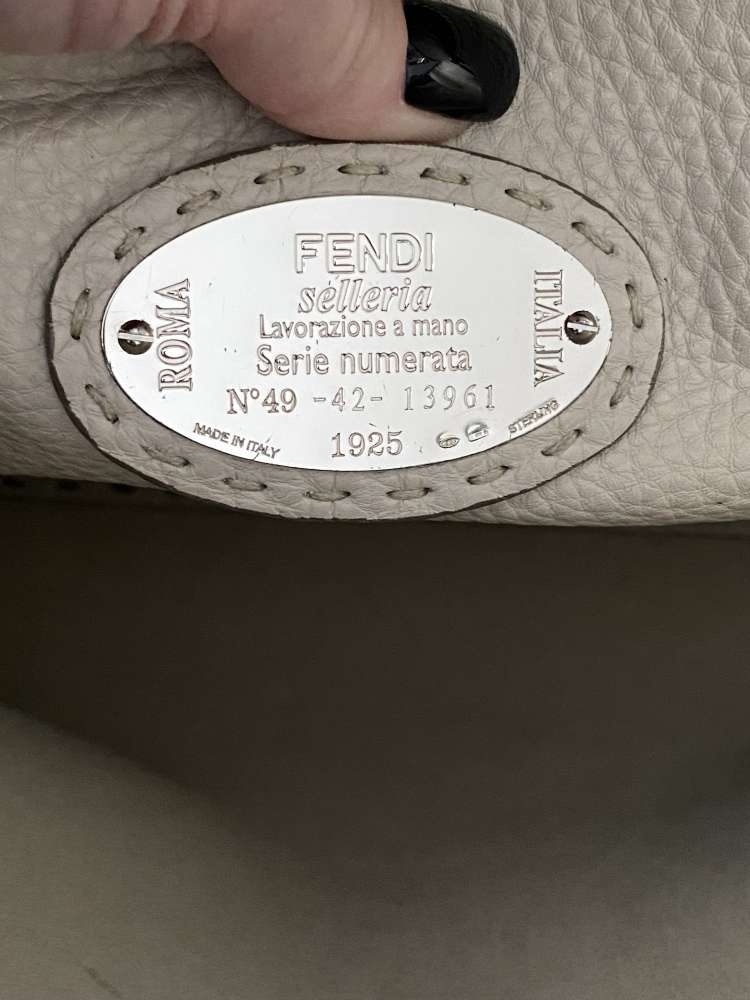 FENDI
selleria
Lavorazione a mano
Serie numerata
N°49 -42- 13961
1925
ROMA
ITALIA
MADE IN ITALY
STERLING